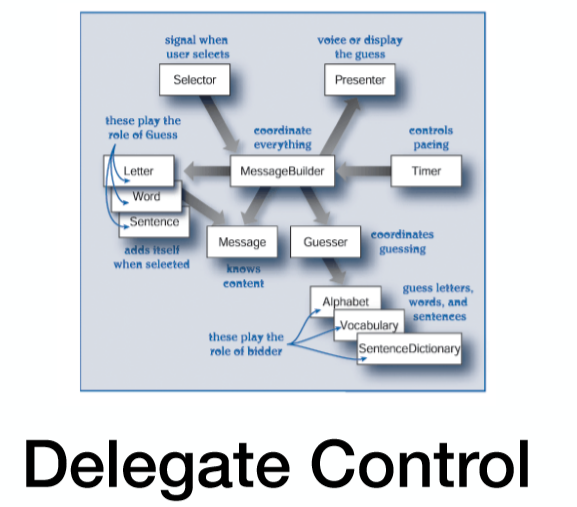 signal when
user selects
voice or display
the guess
Selector
Presenter
these play the
role of Guess
coordinate
everything
controls
pacing
Letter
MessageBuilder
Timer
Word
Sentence
Message
Guesser
coordinates
guessing
adds itself
when selected
knows
content
Alphabet
guess letters,
words, and
sentences
Vocabulary
these play the
role of bidder
SentenceDictionary
Delegate Control